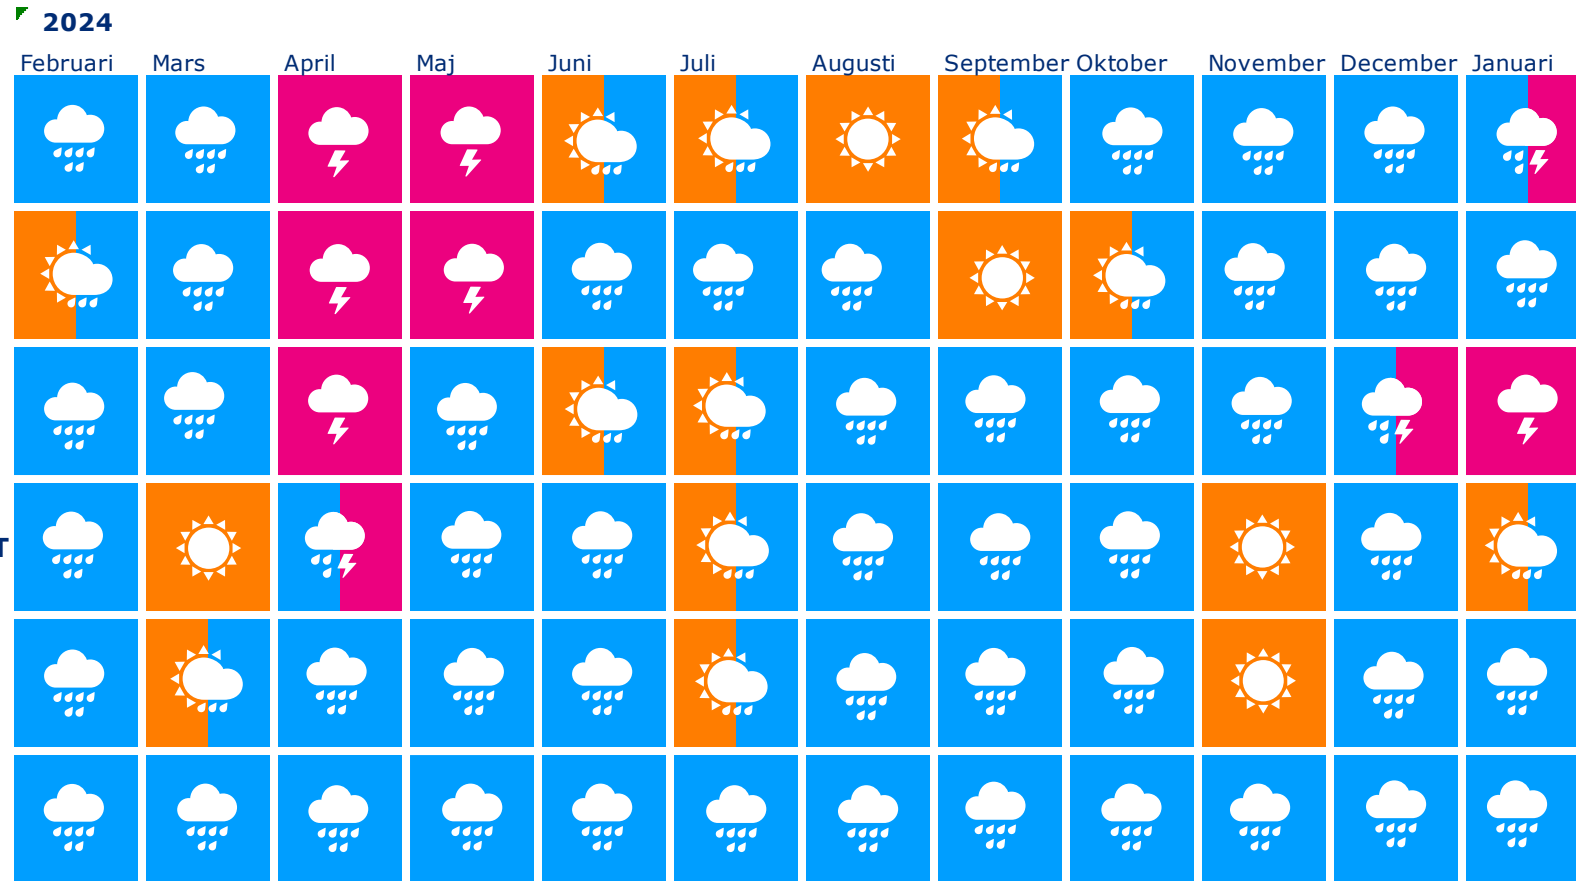 2024
Februari Mars April Maj Juni Juli Augusti September Oktober November December Januari
T